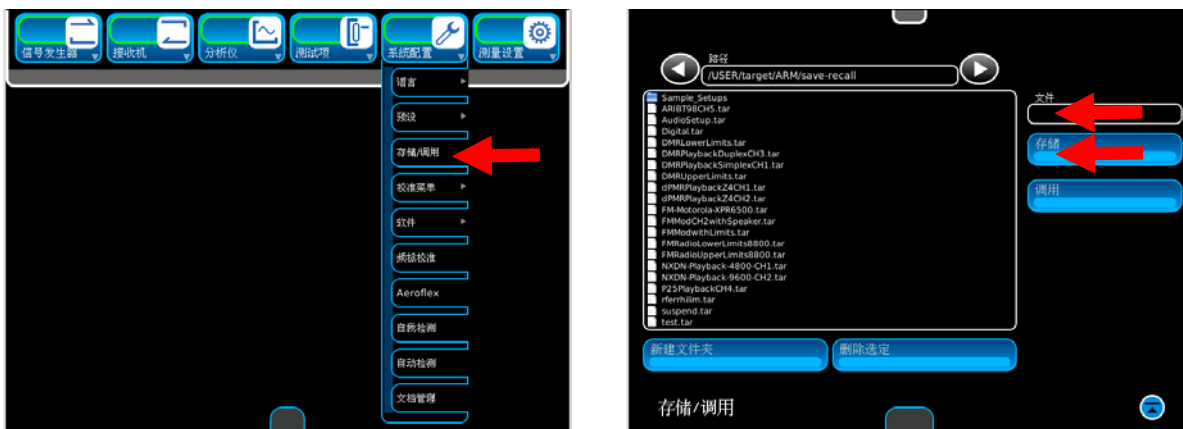 信号发生器
接收机
分析仪
测试项
系统配置
测量设置
语言
预设
存储/调用
校准菜单
软件
频标校准
Aeroflex
自我检测
自动检测
文档管理
路径
/USER/target/ARM/save-recall
Sample_Setups
ARIBT98CH5.tar
AudioSetup.tar
Digital.tar
DMRLowerLimits.tar
DMRPlaybackDuplexCH3.tar
DMRPlaybackSimplexCH1.tar
DMRUpperLimits.tar
dPMRPlaybackZ4CH1.tar
dPMRPlaybackZ4CH2.tar
FM-Motorola-XPR6500.tar
FMModCH2withSpeaker.tar
FMModwithLimits.tar
FMRadioLowerLimits8800.tar
FMRadioUpperLimits8800.tar
NXDN-Playback-4800-CH1.tar
NXDN-Playback-9600-CH2.tar
P25PlaybackCH4.tar
rferrhilim.tar
suspend.tar
test.tar
文件
存储
调用
新建文件夹
删除选定
存储/调用